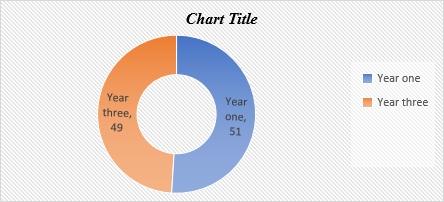 Chart Title
Year
three,
49
Year
one,
51
Year one
Year three